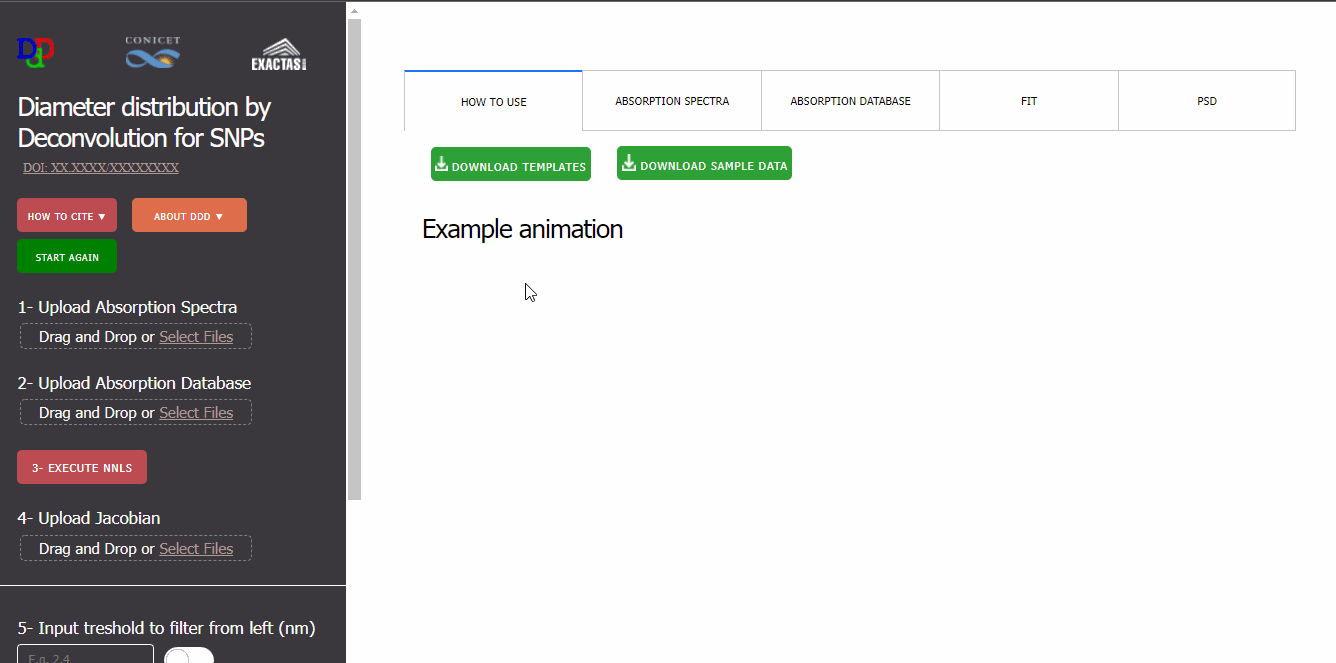 DDD
CONICET
EXACTAS
Diameter distribution by
Deconvolution for SNPs
DOI: XX.XXXX/XXXXXXXX
HOW TO CITE ▼
ABOUT DDD ▼
START AGAIN
1- Upload Absorption Spectra
Drag and Drop or Select Files
2- Upload Absorption Database
Drag and Drop or Select Files
3- EXECUTE NNLS
4- Upload Jacobian
Drag and Drop or Select Files
5- Input treshold to filter from left (nm)
E.g. 2.4
HOW TO USE
ABSORPTION SPECTRA
ABSORPTION DATABASE
FIT
PSD
DOWNLOAD TEMPLATES
DOWNLOAD SAMPLE DATA
Example animation